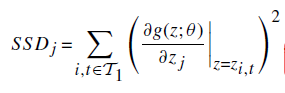 SSD_j = \sum_{i,t \in \mathcal{T}_1} \left( \frac{\partial g(z;\theta)}{\partial z_j} \Big|_{z=z_{i,t}} \right)^2